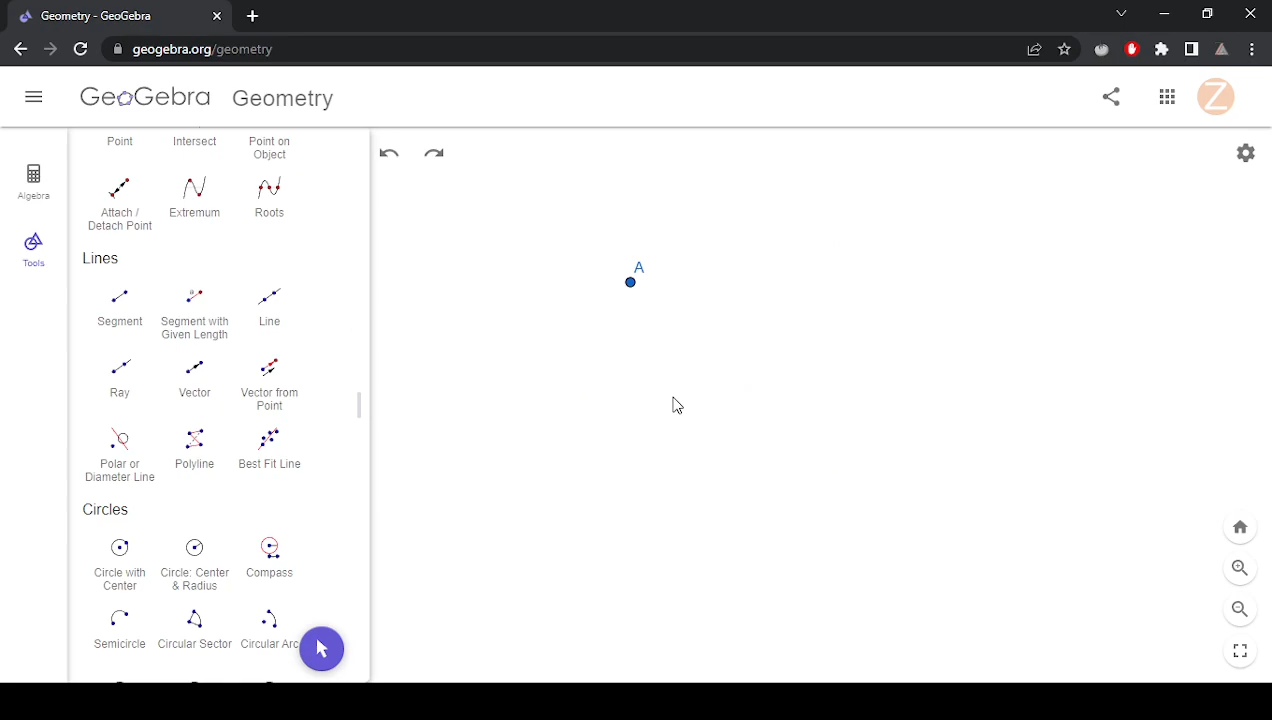 Geometry - GeoGebra
geogebra.org/geometry
GeoGebra Geometry
Z
Algebra
Tools
Point
Intersect
Point on
Object
Attach /
Detach Point
Extremum
Roots
Lines
Segment
Segment with
Given Length
Line
Ray
Vector
Vector from
Point
Polar or
Diameter Line
Polyline
Best Fit Line
Circles
Circle with
Center
Circle: Center
& Radius
Compass
Semicircle
Circular Sector
Circular Arc
A